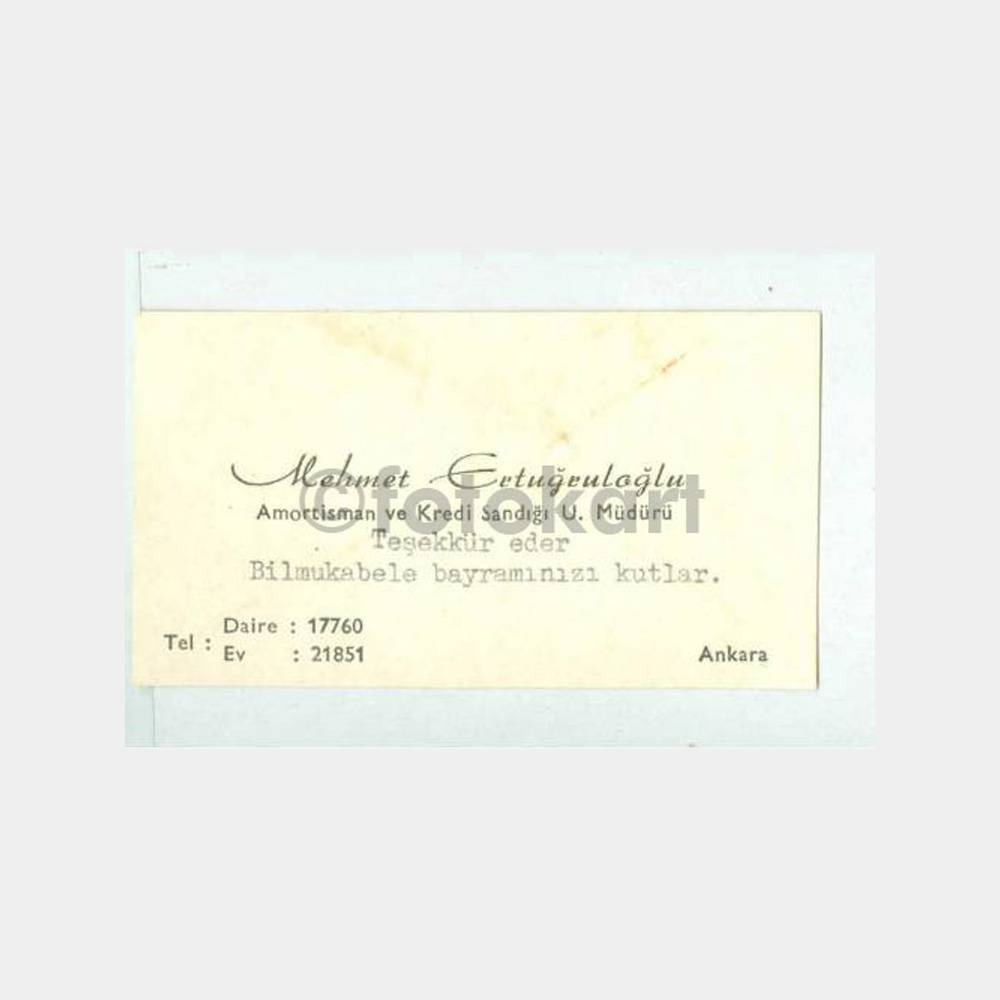 Mehmet Ertuğruloğlu
Amortisman ve Kredi Sandığı U. Müdürü
©fotokart
Teşekkür eder
Bilmukabele bayramınızı kutlar.
Tel : Daire : 17760
Ev : 21851
Ankara